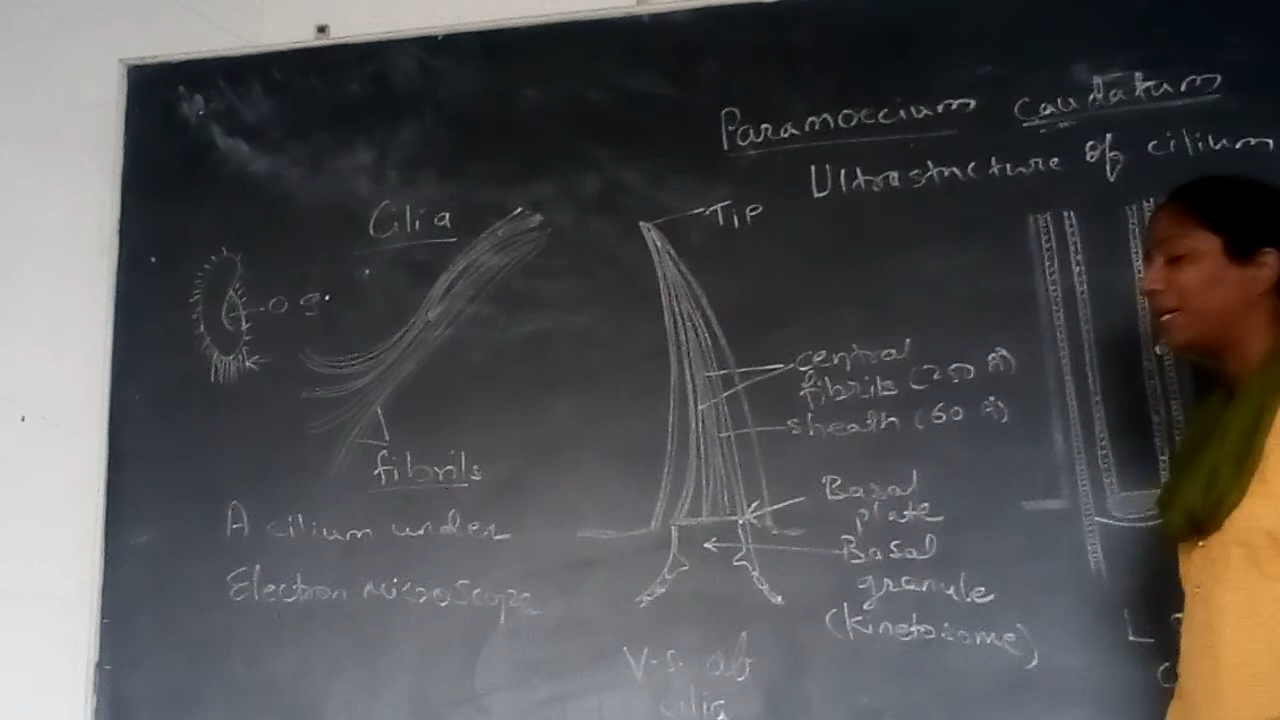 Paramoecium caudatum
Ultrastructure of cilium
Cilia
Tip
O.G.
central
fibrils (250 Å)
sheath (60 Å)
fibrils
Basal
plate
A cilium under
Electron microscope
Basal
granule
(kinetosome)
V.S. of
cilia
L